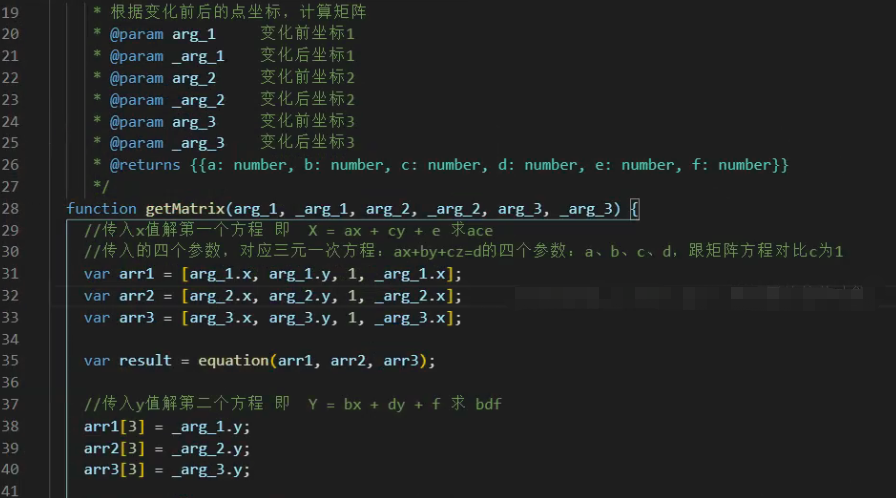 19 * 根据变化前后的点坐标，计算矩阵
20 * @param arg_1 变化前坐标1
21 * @param _arg_1 变化后坐标1
22 * @param arg_2 变化前坐标2
23 * @param _arg_2 变化后坐标2
24 * @param arg_3 变化前坐标3
25 * @param _arg_3 变化后坐标3
26 * @returns {{a: number, b: number, c: number, d: number, e: number, f: number}}
27 */
28 function getMatrix(arg_1, _arg_1, arg_2, _arg_2, arg_3, _arg_3) {
29 //传入x值解第一个方程 即 X = ax + cy + e 求ace
30 //传入的四个参数，对应三元一次方程：ax+by+cz=d的四个参数：a、b、c、d，跟矩阵方程对比c为1
31 var arr1 = [arg_1.x, arg_1.y, 1, _arg_1.x];
32 var arr2 = [arg_2.x, arg_2.y, 1, _arg_2.x];
33 var arr3 = [arg_3.x, arg_3.y, 1, _arg_3.x];
34
35 var result = equation(arr1, arr2, arr3);
36
37 //传入y值解第二个方程 即 Y = bx + dy + f 求 bdf
38 arr1[3] = _arg_1.y;
39 arr2[3] = _arg_2.y;
40 arr3[3] = _arg_3.y;
41